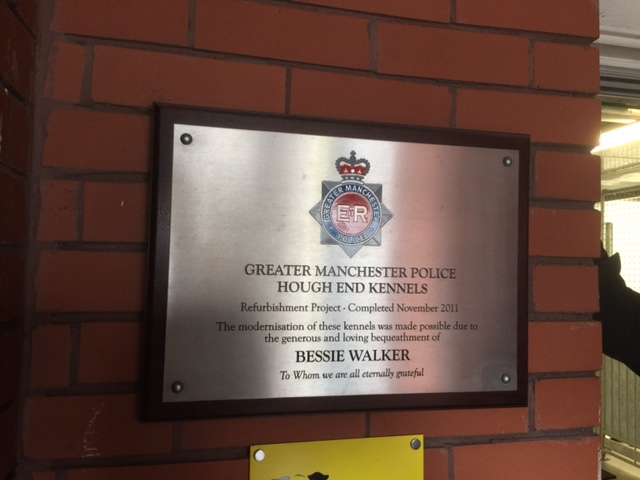 GREATER MANCHESTER
E II R
POLICE
GREATER MANCHESTER POLICE
HOUGH END KENNELS
Refurbishment Project - Completed November 2011
The modernisation of these kennels was made possible due to
the generous and loving bequeathment of
BESSIE WALKER
To Whom we are all eternally grateful